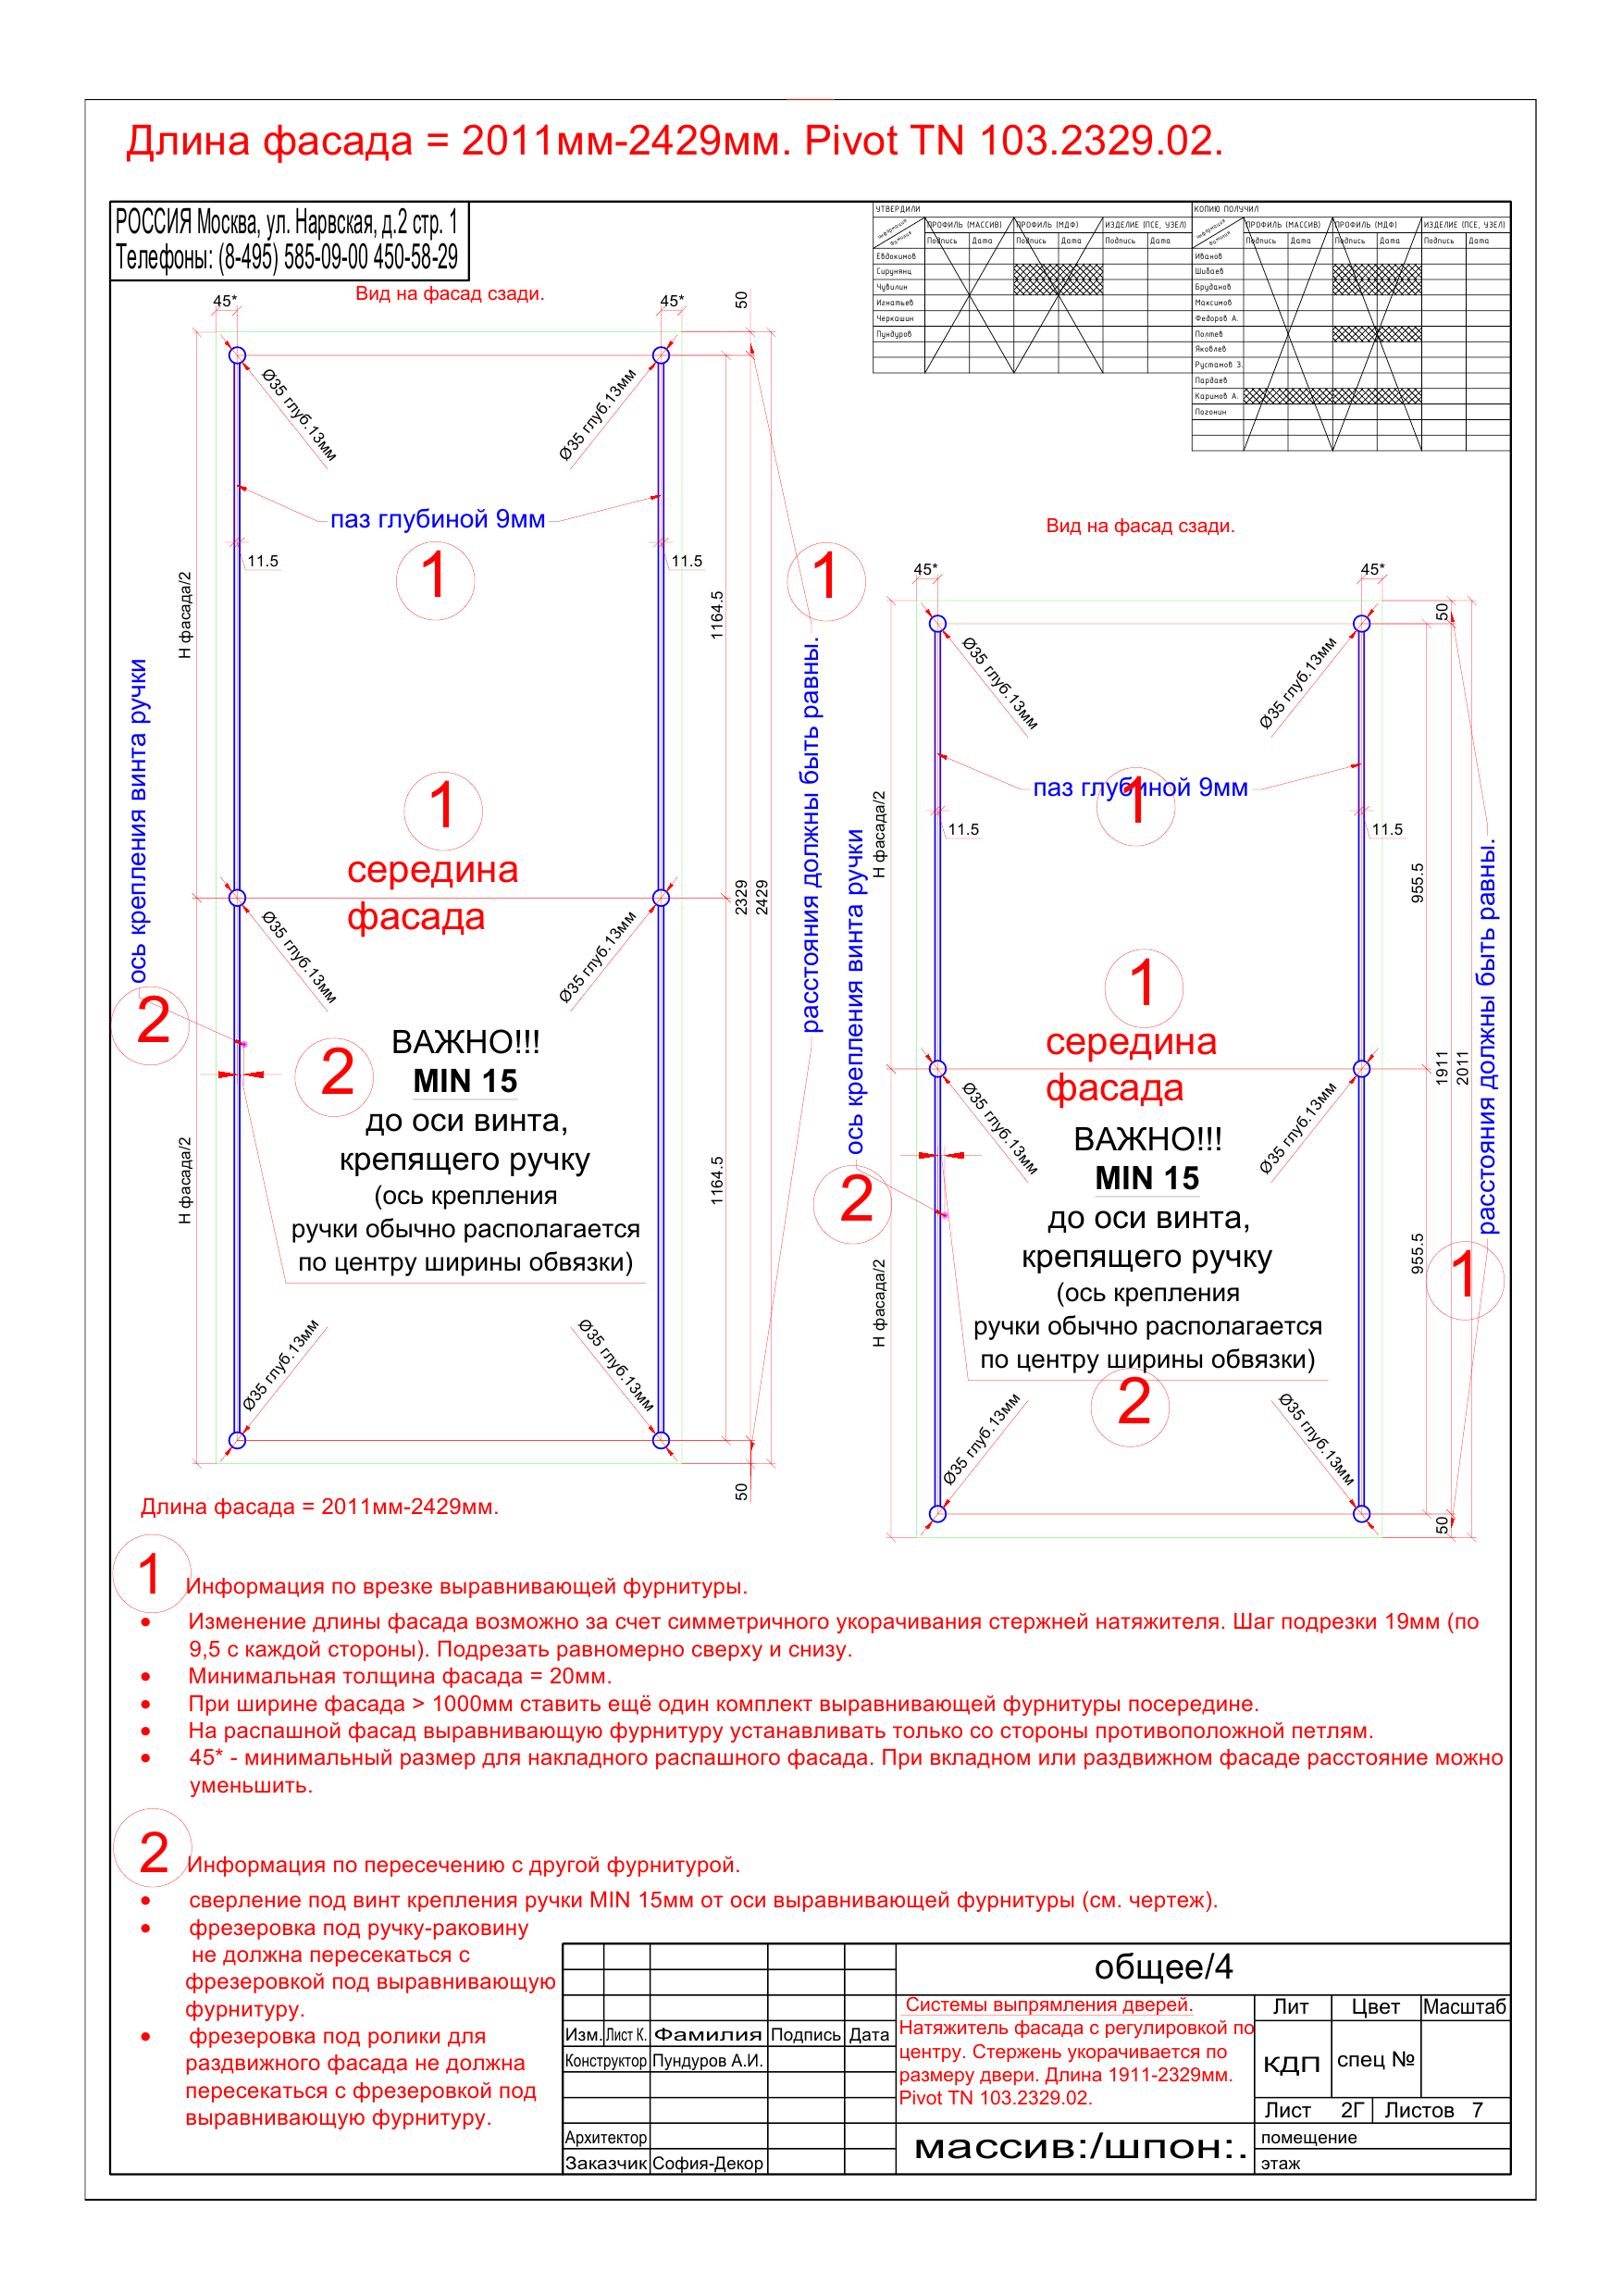 Длина фасада = 2011мм-2429мм. Pivot TN 103.2329.02.
РОССИЯ Москва, ул. Нарвская, д.2 стр. 1
Телефоны: (8-495) 585-09-00 450-58-29
УТВЕРДИЛИ
Информация
Фамилия
ПРОФИЛЬ (МАССИВ)
ПРОФИЛЬ (МДФ)
ИЗДЕЛИЕ (ПСЕ, УЗЕЛ)
Подпись Дата Подпись Дата Подпись Дата
Евдокимов
Сирунянц
Чувилин
Игнатьев
Черкашин
Пундуров
КОПИЮ ПОЛУЧИЛ
Информация
Фамилия
ПРОФИЛЬ (МАССИВ)
ПРОФИЛЬ (МДФ)
ИЗДЕЛИЕ (ПСЕ, УЗЕЛ)
Подпись Дата Подпись Дата Подпись Дата
Иванов
Шиваев
Бруданов
Максимов
Федоров А.
Полтев
Яковлев
Рустамов З.
Пардаев
Каримов А.
Погонин
Вид на фасад сзади.
45*
45*
50
Ø35 глуб.13мм
Ø35 глуб.13мм
паз глубиной 9мм
11.5
11.5
1
1
Н фасада/2
1164.5
ось крепления винта ручки
расстояния должны быть равны.
1
середина
фасада
2329
2429
Ø35 глуб.13мм
Ø35 глуб.13мм
2
2
ВАЖНО!!!
MIN 15
до оси винта,
крепящего ручку
(ось крепления
ручки обычно располагается
по центру ширины обвязки)
Н фасада/2
1164.5
Ø35 глуб.13мм
Ø35 глуб.13мм
50
Вид на фасад сзади.
45*
45*
50
Ø35 глуб.13мм
Ø35 глуб.13мм
паз глубиной 9мм
1
11.5
11.5
Н фасада/2
955.5
ось крепления винта ручки
расстояния должны быть равны.
1
середина
фасада
1911
2011
Ø35 глуб.13мм
Ø35 глуб.13мм
2
ВАЖНО!!!
MIN 15
до оси винта,
крепящего ручку
(ось крепления
ручки обычно располагается
по центру ширины обвязки)
2
Н фасада/2
955.5
1
Ø35 глуб.13мм
Ø35 глуб.13мм
50
Длина фасада = 2011мм-2429мм.
1 Информация по врезке выравнивающей фурнитуры.
• Изменение длины фасада возможно за счет симметричного укорачивания стержней натяжителя. Шаг подрезки 19мм (по
9,5 с каждой стороны). Подрезать равномерно сверху и снизу.
• Минимальная толщина фасада = 20мм.
• При ширине фасада > 1000мм ставить ещё один комплект выравнивающей фурнитуры посередине.
• На распашной фасад выравнивающую фурнитуру устанавливать только со стороны противоположной петлям.
• 45* - минимальный размер для накладного распашного фасада. При вкладном или раздвижном фасаде расстояние можно
уменьшить.
2 Информация по пересечению с другой фурнитурой.
• сверление под винт крепления ручки MIN 15мм от оси выравнивающей фурнитуры (см. чертеж).
• фрезеровка под ручку-раковину
не должна пересекаться с
фрезеровкой под выравнивающую
фурнитуру.
• фрезеровка под ролики для
раздвижного фасада не должна
пересекаться с фрезеровкой под
выравнивающую фурнитуру.
Изм. Лист К. Фамилия Подпись Дата
Конструктор Пундуров А.И.
Архитектор
Заказчик София-Декор
общее/4
Системы выпрямления дверей.
Натяжитель фасада с регулировкой по
центру. Стержень укорачивается по
размеру двери. Длина 1911-2329мм.
Pivot TN 103.2329.02.
массив:/шпон:.
Лит Цвет Масштаб
КДП спец №
Лист 2Г Листов 7
помещение
этаж